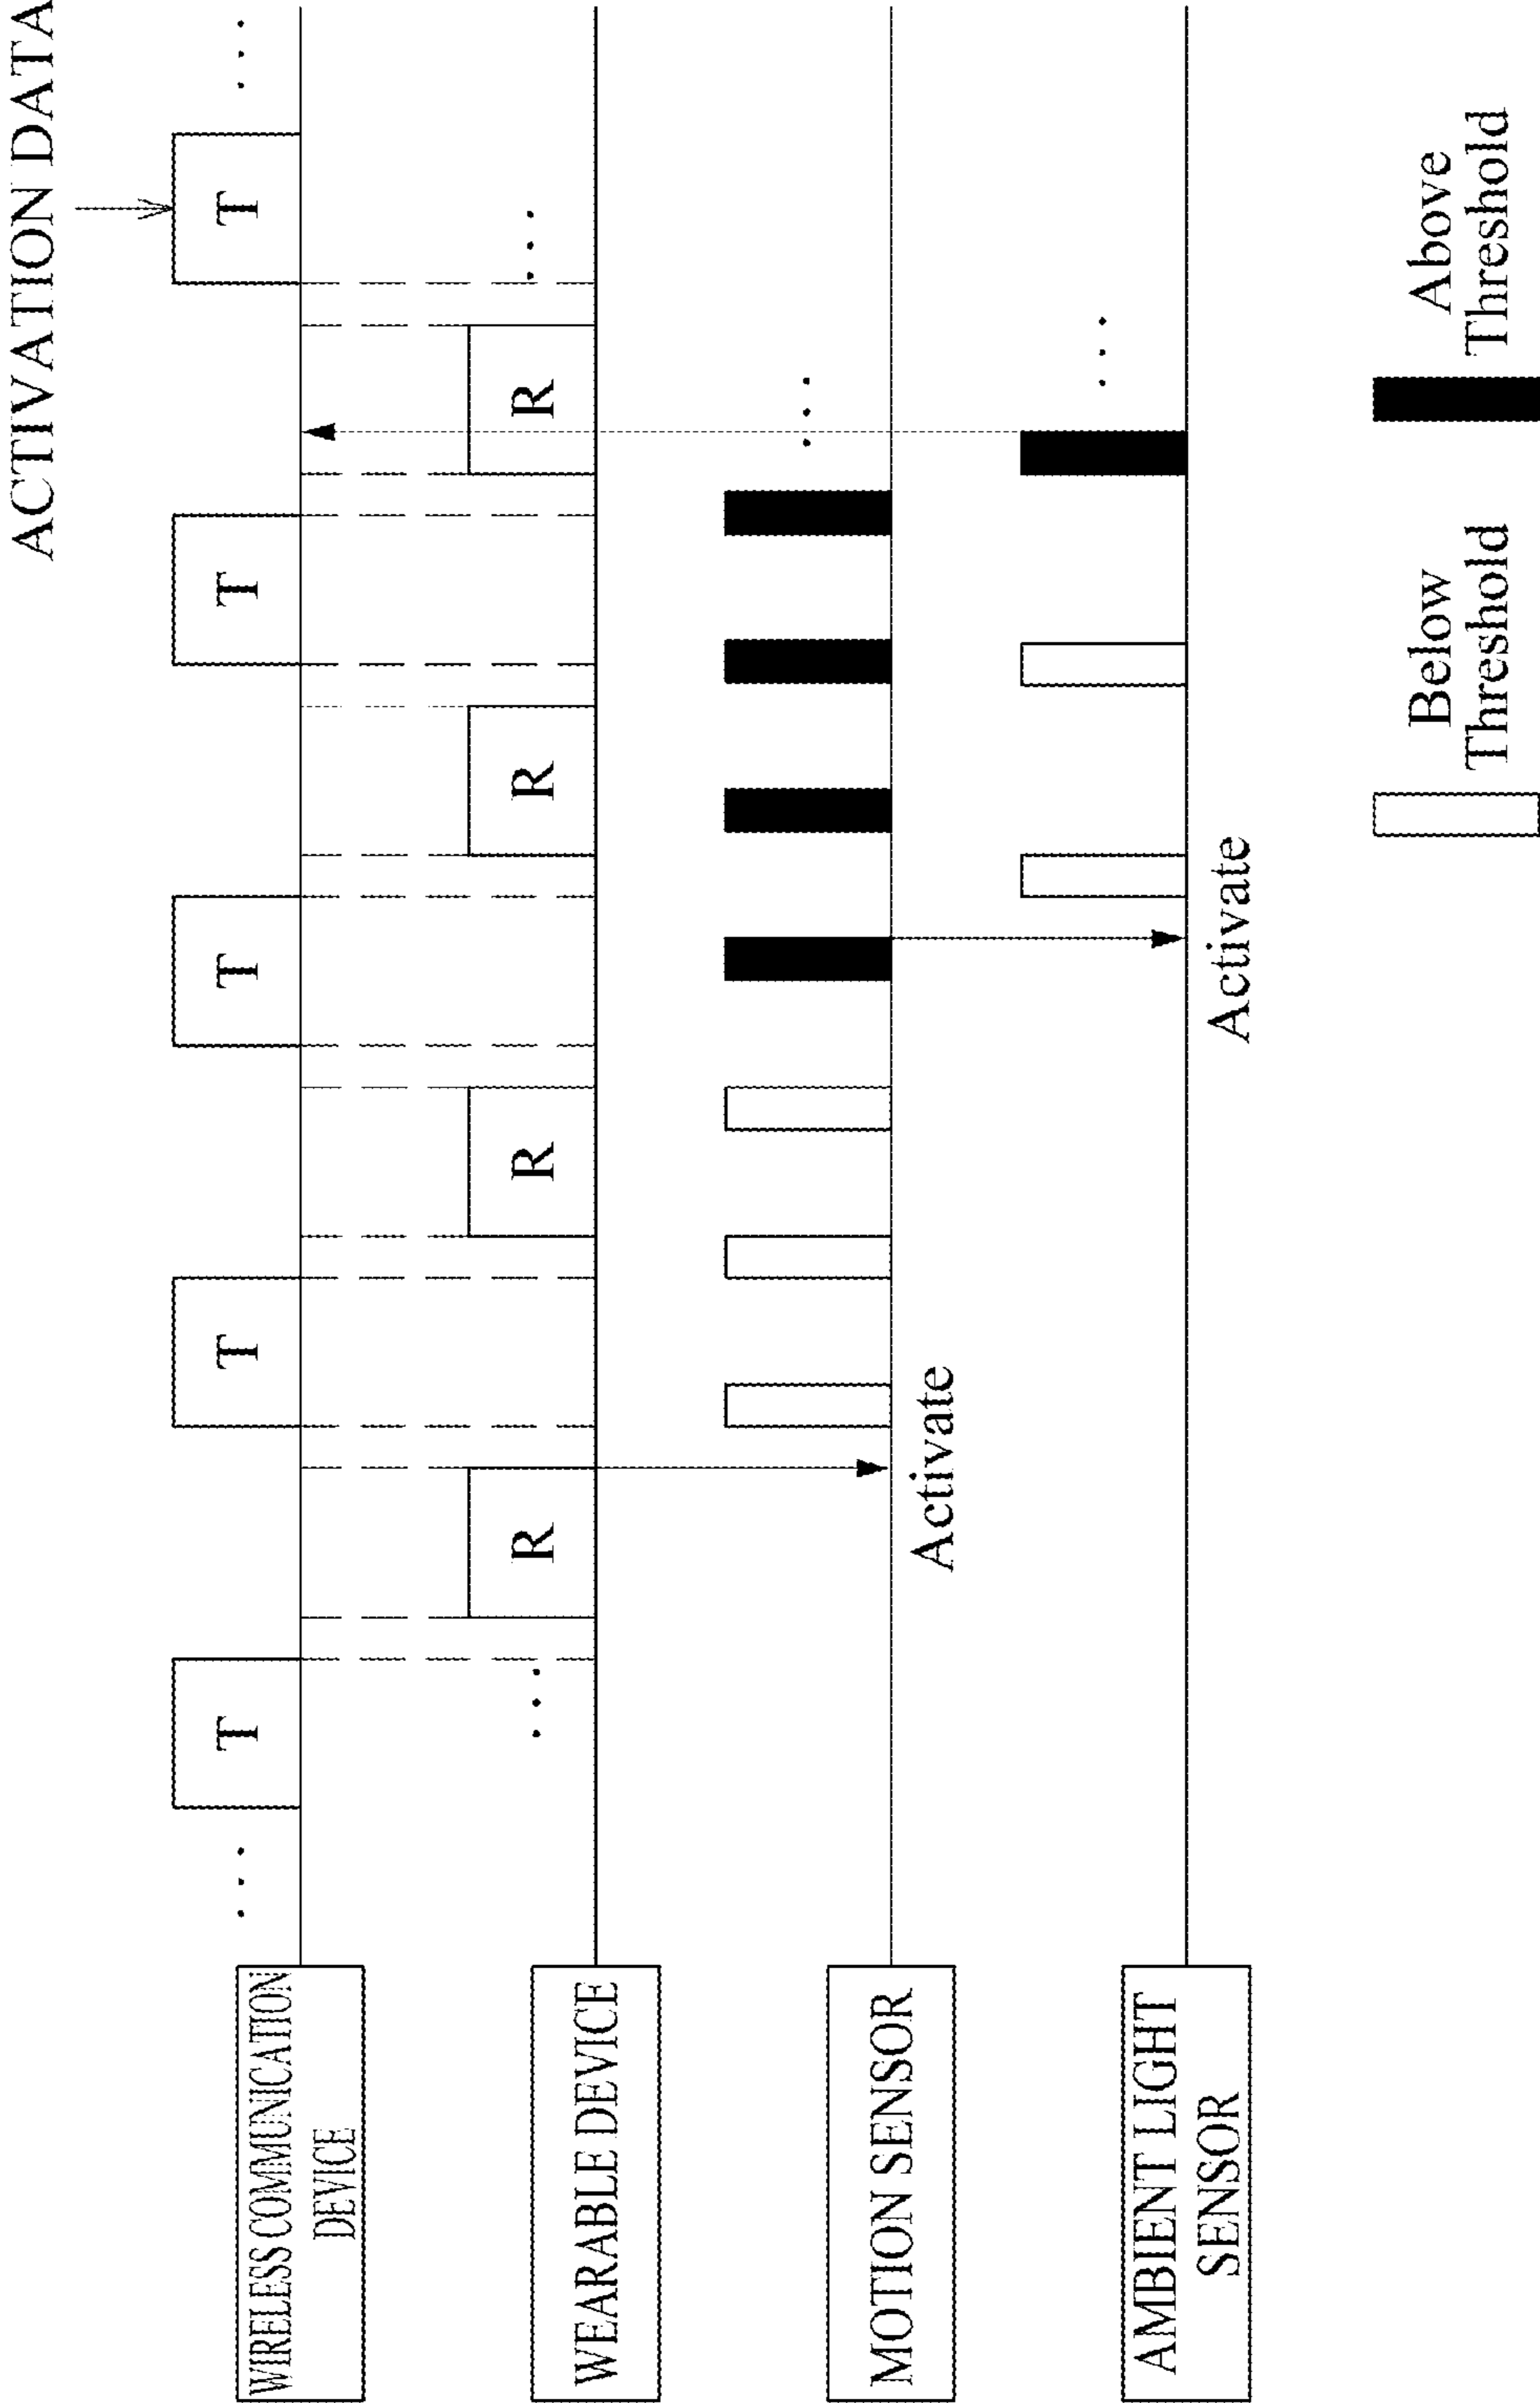 ACTIVATION DATA
WIRELESS COMMUNICATION
DEVICE
. . .
T
T
T
T
T
. . .
WEARABLE DEVICE
. . .
R
R
R
R
. . .
MOTION SENSOR
. . .
Activate
AMBIENT LIGHT
SENSOR
. . .
Activate
Below
Threshold
Above
Threshold